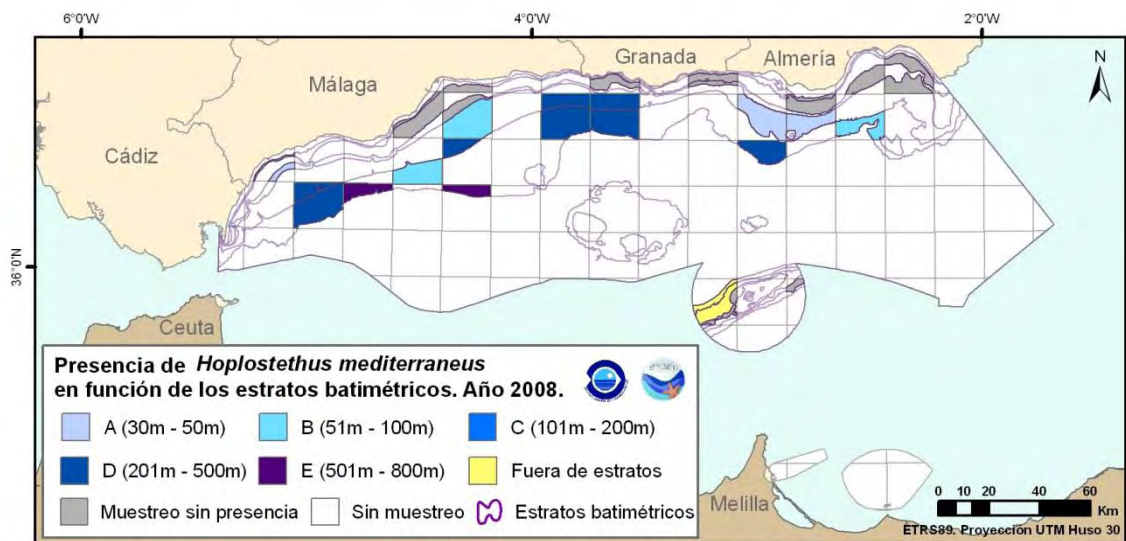 6°0'W
4°0'W
2°0'W
Granada
Almería
N
Málaga
Cádiz
36°0'N
Ceuta
Presencia de Hoplostethus mediterraneus
en función de los estratos batimétricos. Año 2008.
A (30m - 50m)
B (51m - 100m)
C (101m - 200m)
D (201m - 500m)
E (501m - 800m)
Fuera de estratos
Muestreo sin presencia
Sin muestreo
Estratos batimétricos
Melilla
0 10 20 40 60
Km
ETRS89. Proyección UTM Huso 30